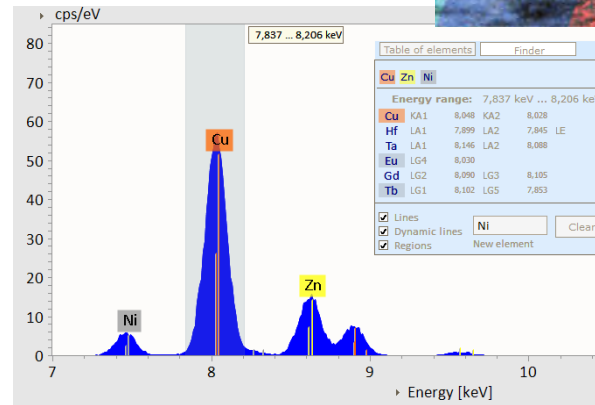 cps/eV
7,837 ... 8,206 keV
80
70
60
50
40
30
20
10
0
Cu
Zn
Ni
7
8
9
10
Energy [keV]
Table of elements Finder
Cu Zn Ni
Energy range: 7,837 keV ... 8,206 ke
Cu KA1 8,048 KA2 8,028
Hf LA1 7,899 LA2 7,845 LE
Ta LA1 8,146 LA2 8,088
Eu LG4 8,030
Gd LG2 8,090 LG3 8,105
Tb LG1 8,102 LG5 7,853
Lines
Dynamic lines
Regions
Ni
New element
Clear